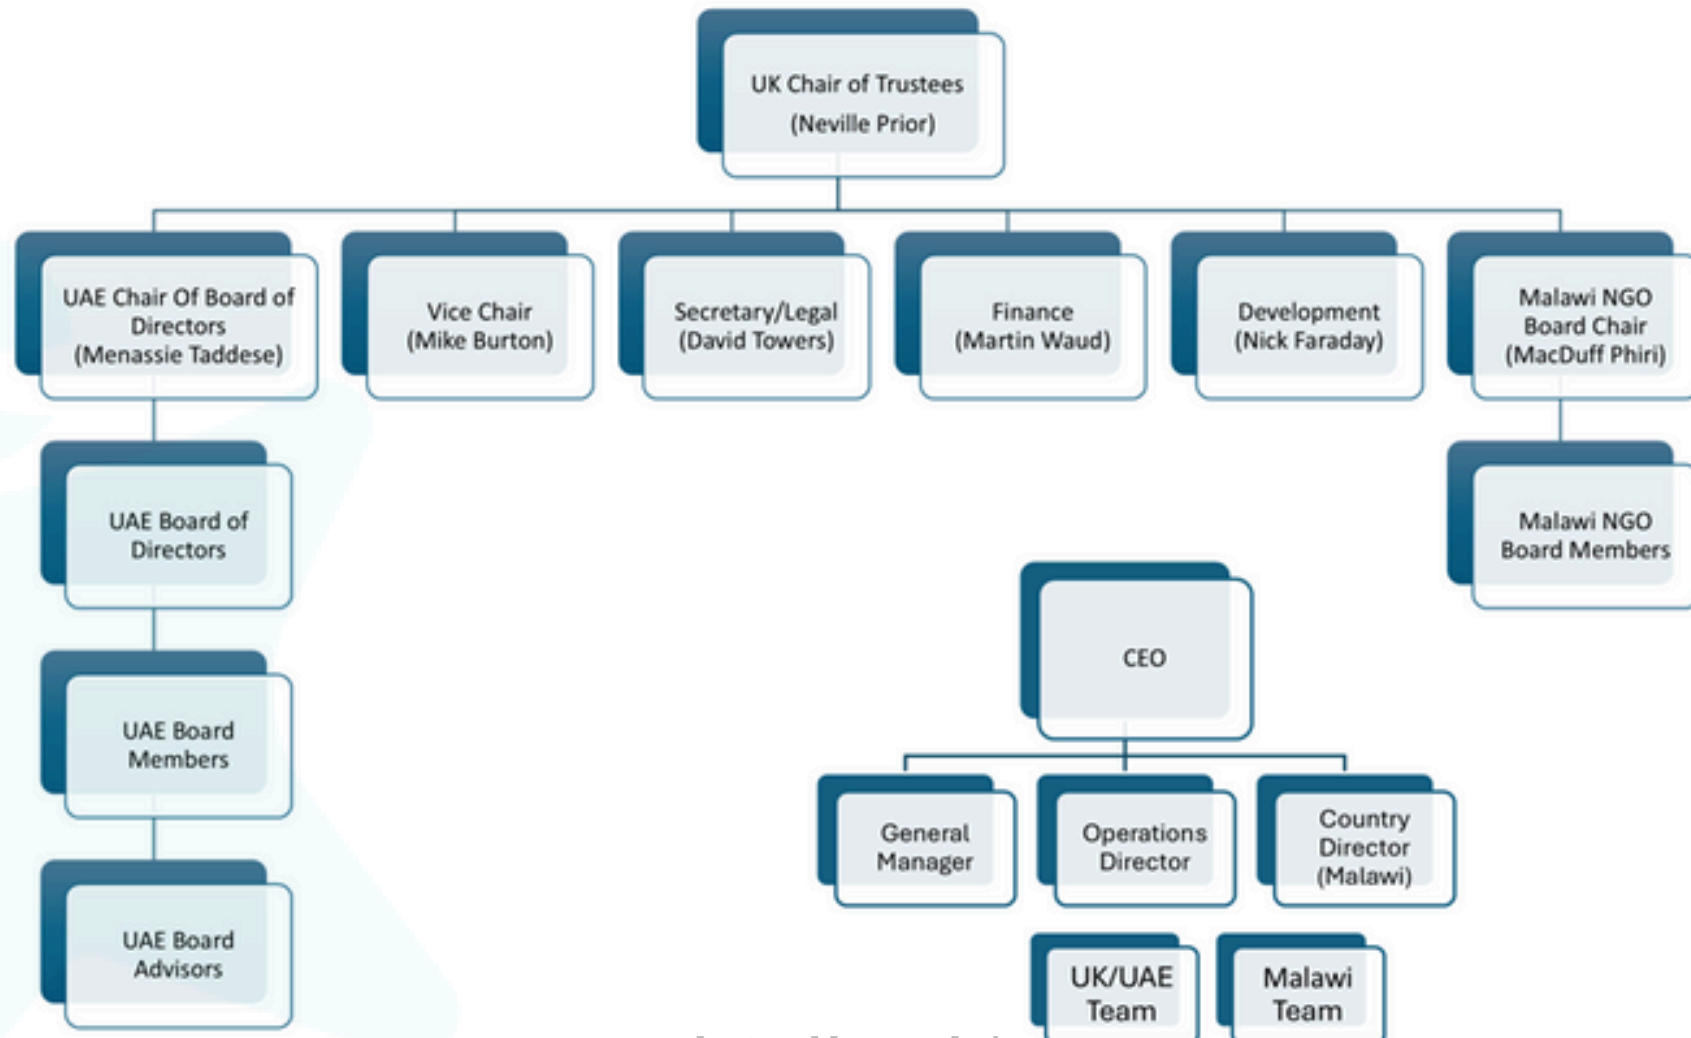 UK Chair of Trustees
(Neville Prior)
UAE Chair Of Board of
Directors
(Menassie Taddese)
Vice Chair
(Mike Burton)
Secretary/Legal
(David Towers)
Finance
(Martin Waud)
Development
(Nick Faraday)
Malawi NGO
Board Chair
(MacDuff Phiri)
UAE Board of
Directors
Malawi NGO
Board Members
CEO
UAE Board
Members
General
Manager
Operations
Director
Country
Director
(Malawi)
UAE Board
Advisors
UK/UAE
Team
Malawi
Team